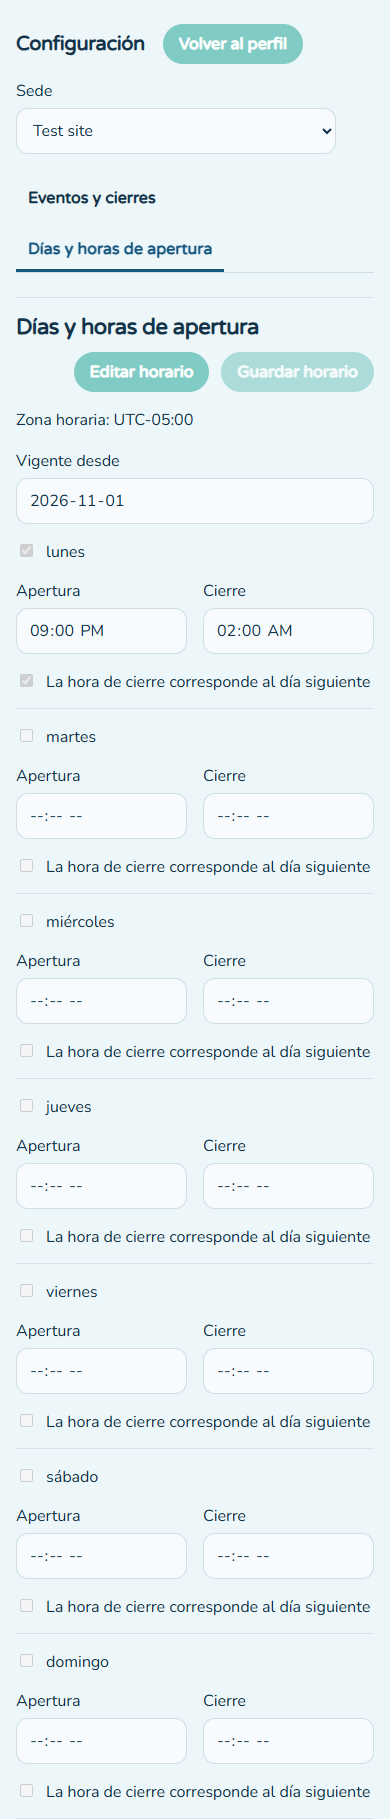 Configuración Volver al perfil
Sede
Test site
Eventos y cierres
Días y horas de apertura
Días y horas de apertura
Editar horario Guardar horario
Zona horaria: UTC-05:00
Vigente desde
2026-11-01
lunes
Apertura Cierre
09:00 PM 02:00 AM
La hora de cierre corresponde al día siguiente
martes
Apertura Cierre
--:-- -- --:-- --
La hora de cierre corresponde al día siguiente
miércoles
Apertura Cierre
--:-- -- --:-- --
La hora de cierre corresponde al día siguiente
jueves
Apertura Cierre
--:-- -- --:-- --
La hora de cierre corresponde al día siguiente
viernes
Apertura Cierre
--:-- -- --:-- --
La hora de cierre corresponde al día siguiente
sábado
Apertura Cierre
--:-- -- --:-- --
La hora de cierre corresponde al día siguiente
domingo
Apertura Cierre
--:-- -- --:-- --
La hora de cierre corresponde al día siguiente